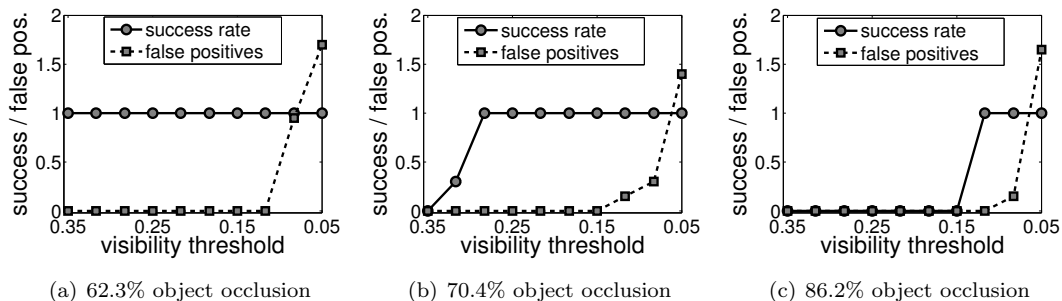 success / false pos.
2
1.5
1
0.5
0
success rate
false positives
0.35 0.25 0.15 0.05
visibility threshold
(a) 62.3% object occlusion
success / false pos.
2
1.5
1
0.5
0
success rate
false positives
0.35 0.25 0.15 0.05
visibility threshold
(b) 70.4% object occlusion
success / false pos.
2
1.5
1
0.5
0
success rate
false positives
0.35 0.25 0.15 0.05
visibility threshold
(c) 86.2% object occlusion